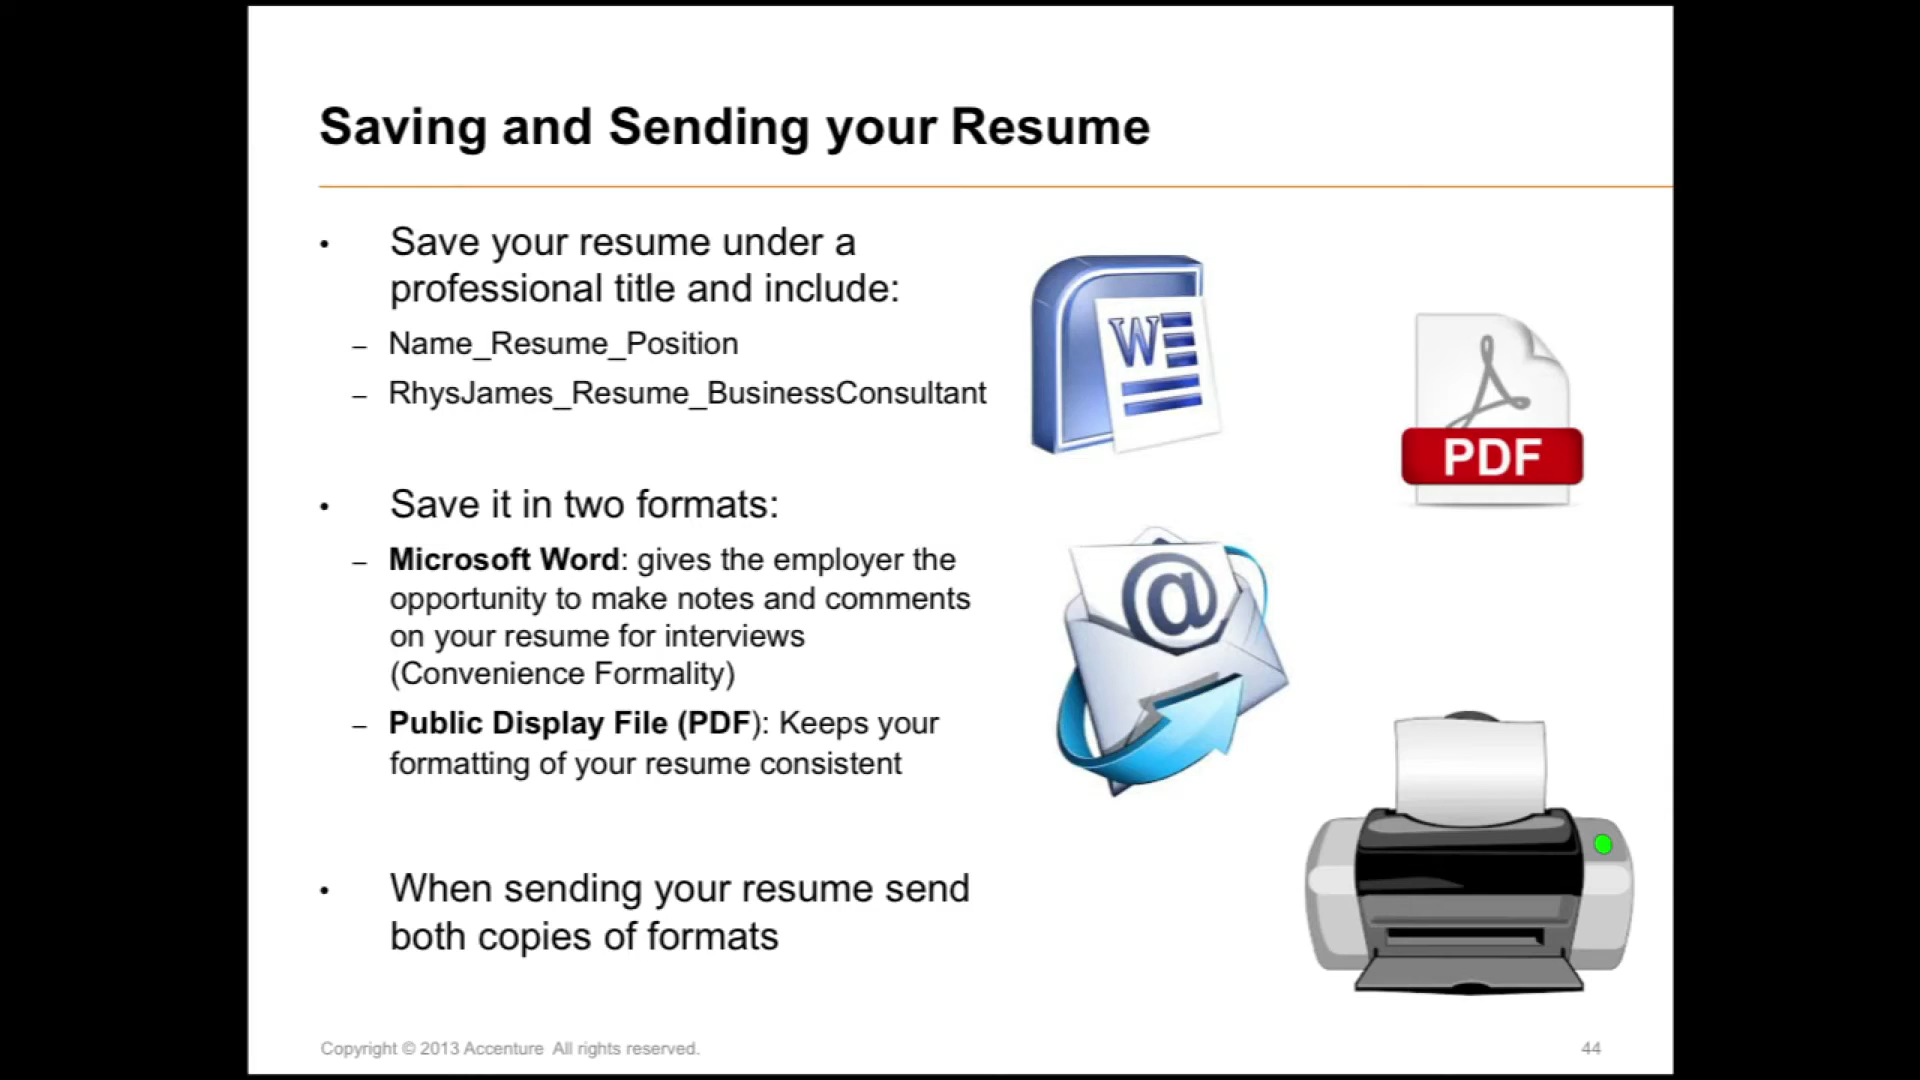 Saving and Sending your Resume
• Save your resume under a
professional title and include:
– Name_Resume_Position
– RhysJames_Resume_BusinessConsultant
W
PDF
• Save it in two formats:
– Microsoft Word: gives the employer the
opportunity to make notes and comments
on your resume for interviews
(Convenience Formality)
– Public Display File (PDF): Keeps your
formatting of your resume consistent
@
• When sending your resume send
both copies of formats
Copyright © 2013 Accenture All rights reserved.
44